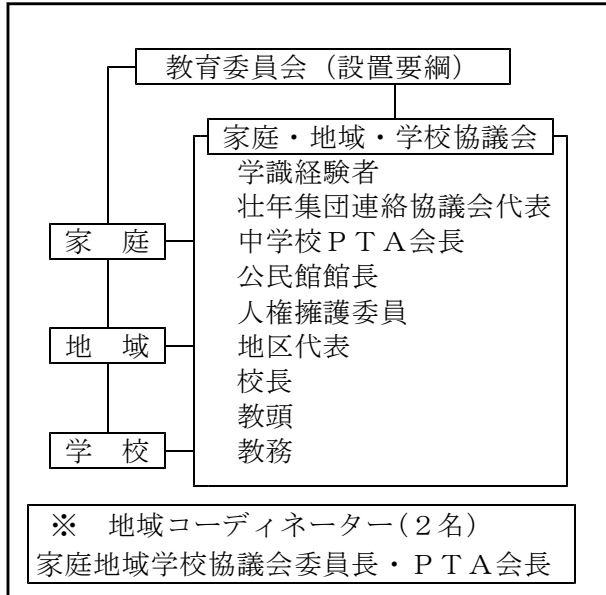 教育委員会(設置要綱)
家庭・地域・学校協議会
学識経験者
壮年集団連絡協議会代表
家　庭
中学校ＰＴＡ会長
公民館館長
人権擁護委員
地　域
地区代表
校長
教頭
学　校
教務
※　地域コーディネーター(２名)
家庭地域学校協議会委員長・ＰＴＡ会長